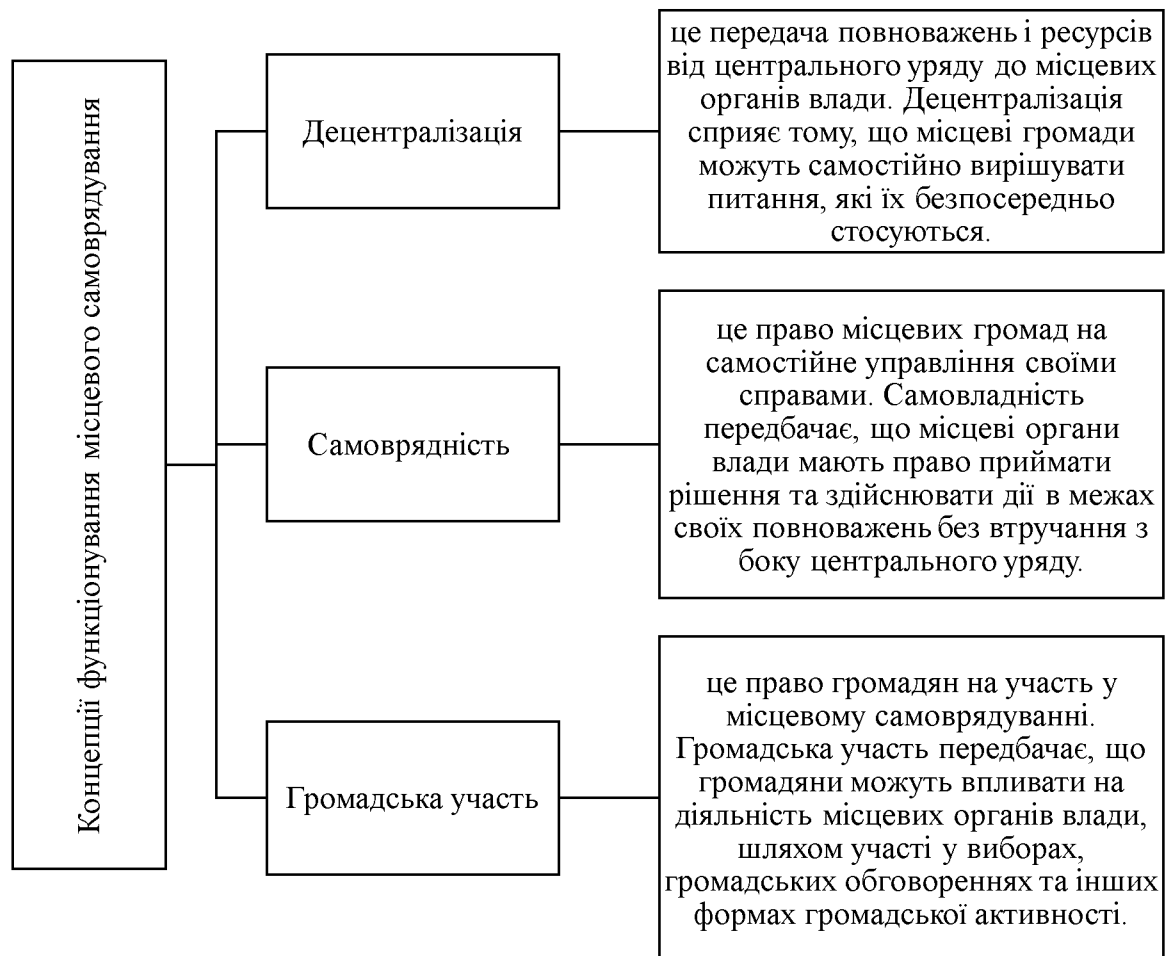 Концепції функціонування місцевого самоврядування
Децентралізація
це передача повноважень і ресурсів
від центрального уряду до місцевих
органів влади. Децентралізація
сприяє тому, що місцеві громади
можуть самостійно вирішувати
питання, які їх безпосередньо
стосуються.
Самоврядність
це право місцевих громад на
самостійне управління своїми
справами. Самовладність
передбачає, що місцеві органи
влади мають право приймати
рішення та здійснювати дії в межах
своїх повноважень без втручання з
боку центрального уряду.
Громадська участь
це право громадян на участь у
місцевому самоврядуванні.
Громадська участь передбачає, що
громадяни можуть впливати на
діяльність місцевих органів влади,
шляхом участі у виборах,
громадських обговореннях та інших
формах громадської активності.